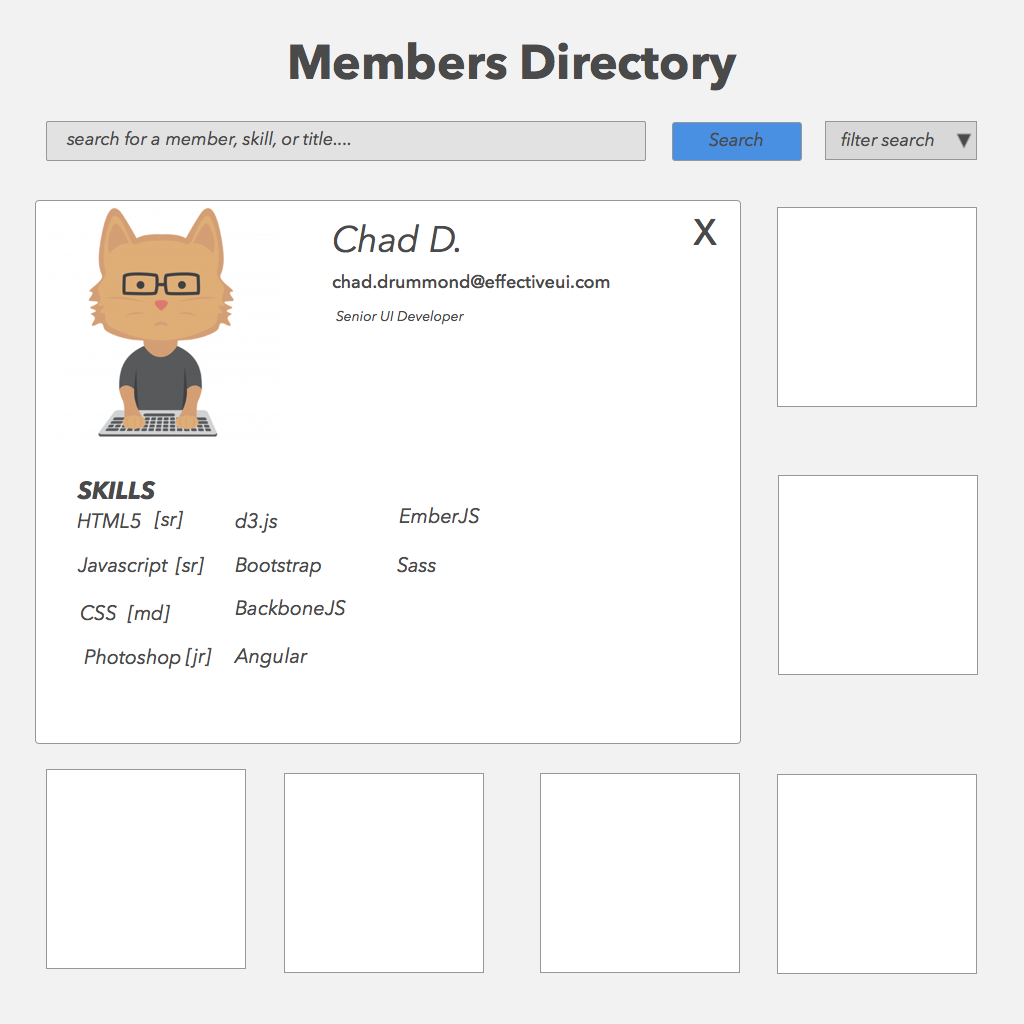 Members Directory
search for a member, skill, or title....
Search
filter search ▼
Chad D.
X
chad.drummond@effectiveui.com
Senior UI Developer
SKILLS
HTML5 [sr] d3.js EmberJS
Javascript [sr] Bootstrap Sass
CSS [md] BackboneJS
Photoshop [jr] Angular